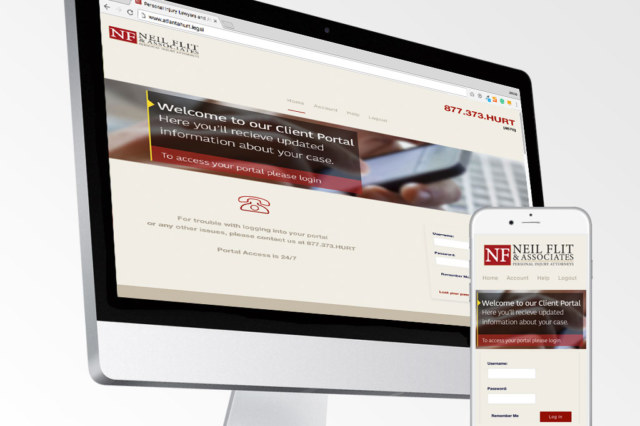 Personal Injury Lawyers and
www.atlantahurt.legal
NF NEIL FLIT
& ASSOCIATES
PERSONAL INJURY ATTORNEYS
877.373.HURT
(4878)
Home Account Help Logout
Welcome to our Client Portal
Here you'll recieve updated
information about your case.
To access your portal please login
For trouble with logging into your portal
or any other issues, please contact us at 877.373.HURT
Portal Access is 24/7
Username:
Password:
Remember Me
Lost your pass
NF NEIL FLIT
& ASSOCIATES
PERSONAL INJURY ATTORNEYS
Home Account Help Logout
Welcome to our Client Portal
Here you'll recieve updated
information about your case.
To access your portal please login
Username:
Password:
Remember Me Log in